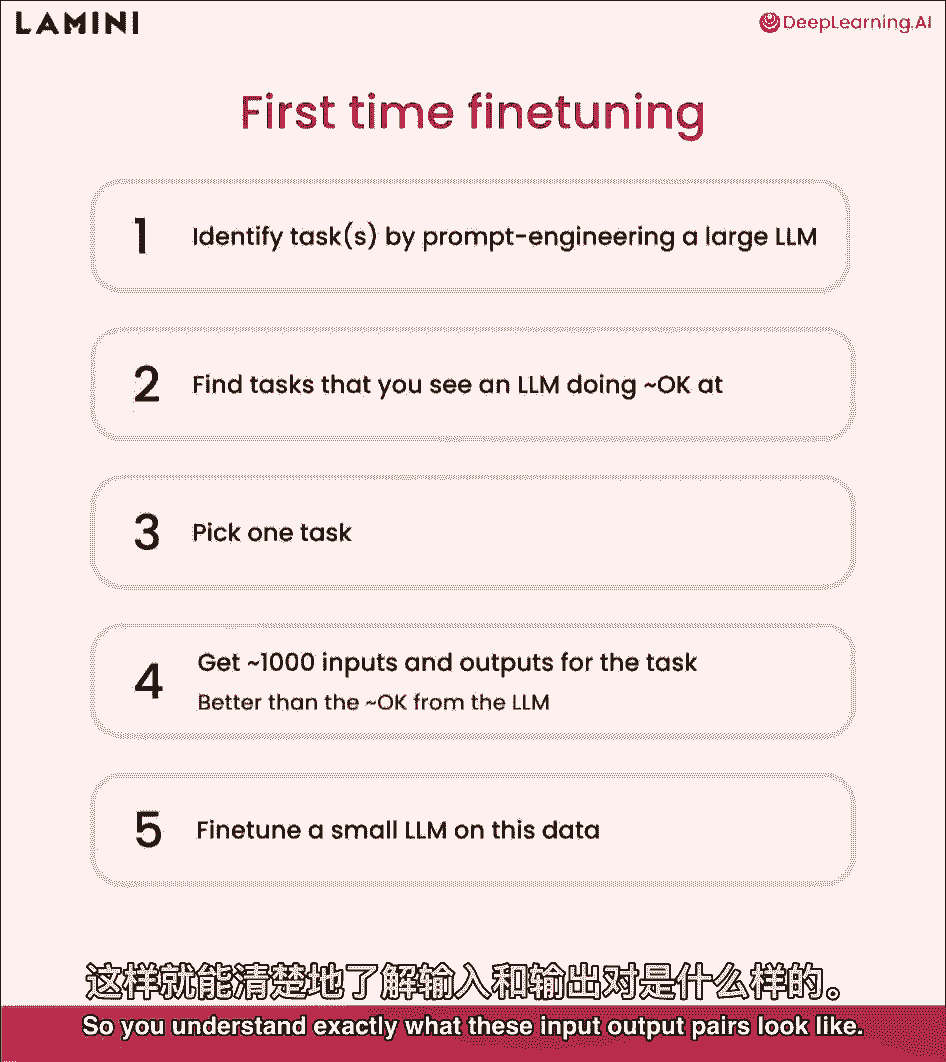 LAMINI
DeepLearning.AI
First time finetuning
1
Identify task(s) by prompt-engineering a large LLM
2
Find tasks that you see an LLM doing ~OK at
3
Pick one task
4
Get ~1000 inputs and outputs for the task
Better than the ~OK from the LLM
5
Finetune a small LLM on this data
这样就能清楚地了解输入和输出对是什么样的。
So you understand exactly what these input output pairs look like.